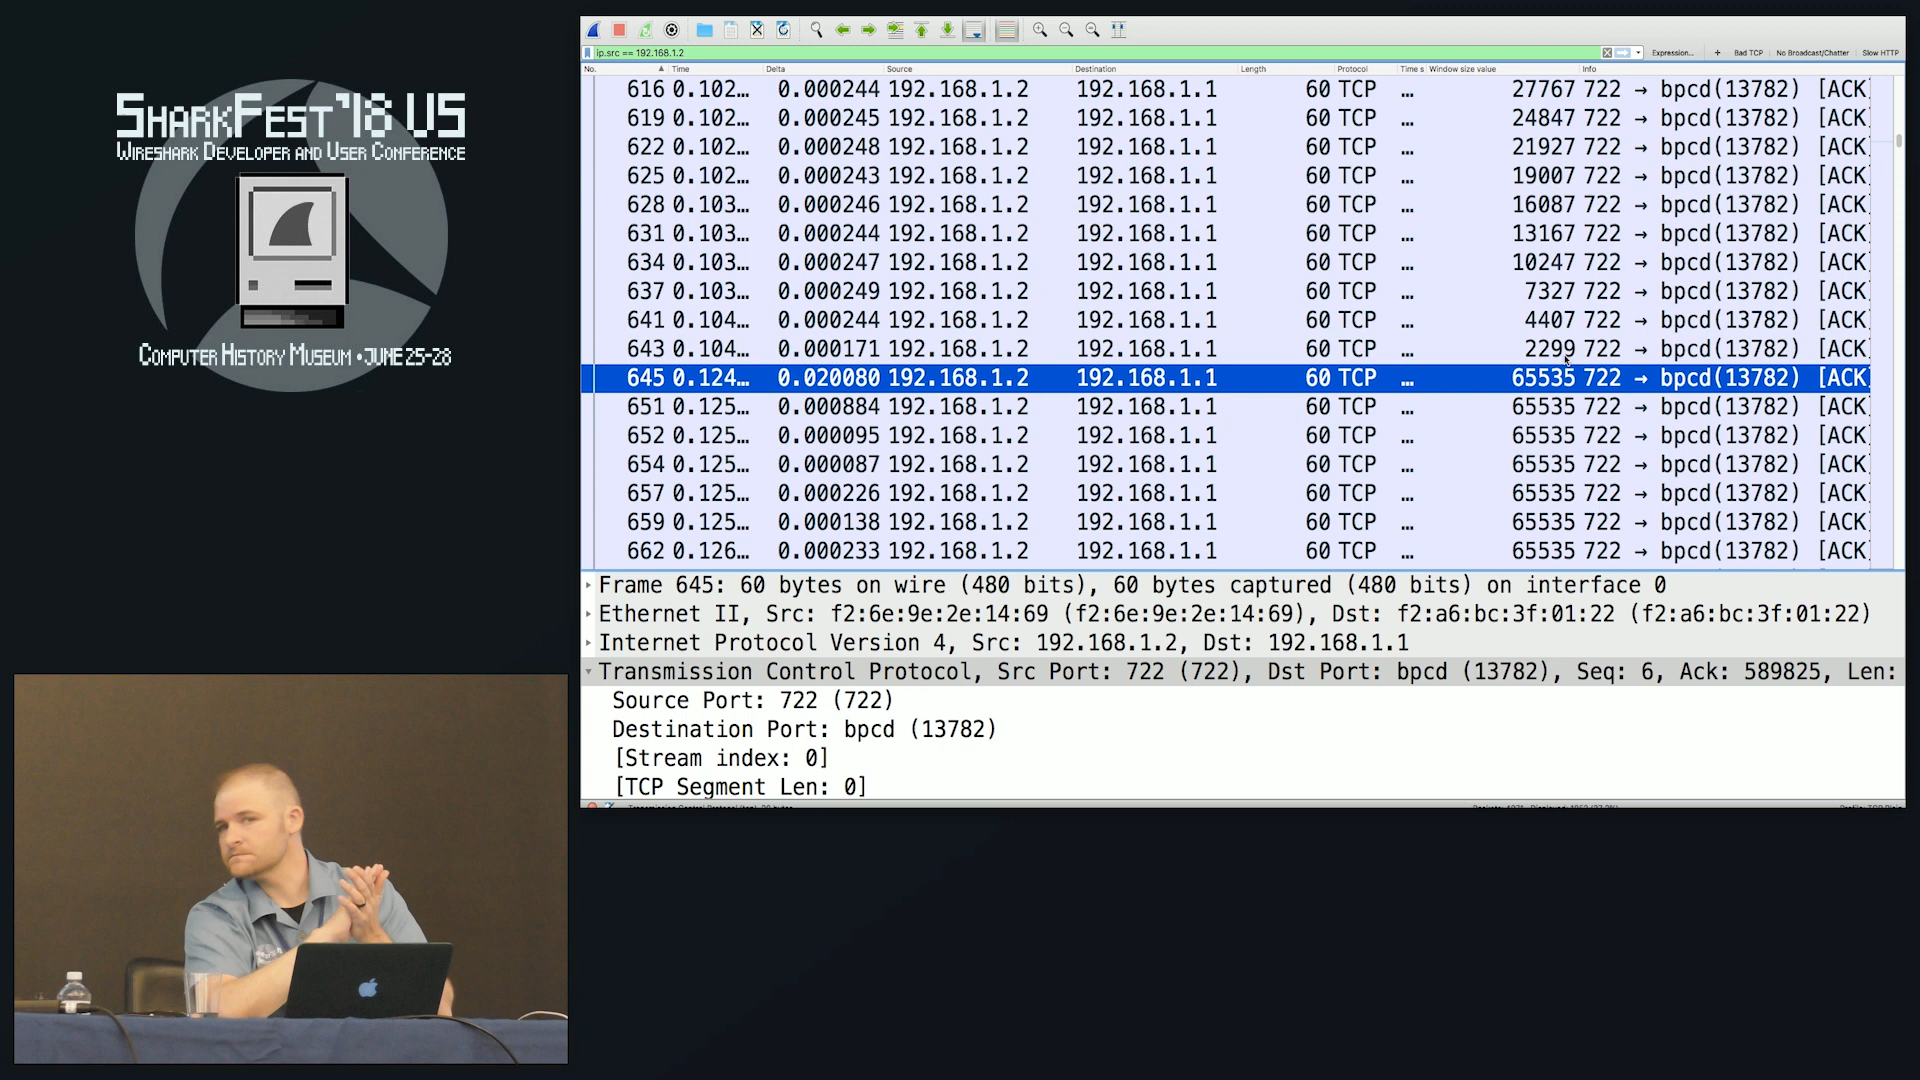 SHARKFEST '18 US
WIRESHARK DEVELOPER AND USER CONFERENCE
COMPUTER HISTORY MUSEUM • JUNE 25-28
ip.src == 192.168.1.2
Expression... + Bad TCP No Broadcast/Chatter Slow HTTP
No. Time Delta Source Destination Length Protocol Time s Window size value Info
616 0.102… 0.000244 192.168.1.2 192.168.1.1 60 TCP … 27767 722 → bpcd(13782) [ACK]
619 0.102… 0.000245 192.168.1.2 192.168.1.1 60 TCP … 24847 722 → bpcd(13782) [ACK]
622 0.102… 0.000248 192.168.1.2 192.168.1.1 60 TCP … 21927 722 → bpcd(13782) [ACK]
625 0.102… 0.000243 192.168.1.2 192.168.1.1 60 TCP … 19007 722 → bpcd(13782) [ACK]
628 0.103… 0.000246 192.168.1.2 192.168.1.1 60 TCP … 16087 722 → bpcd(13782) [ACK]
631 0.103… 0.000244 192.168.1.2 192.168.1.1 60 TCP … 13167 722 → bpcd(13782) [ACK]
634 0.103… 0.000247 192.168.1.2 192.168.1.1 60 TCP … 10247 722 → bpcd(13782) [ACK]
637 0.103… 0.000249 192.168.1.2 192.168.1.1 60 TCP … 7327 722 → bpcd(13782) [ACK]
641 0.104… 0.000244 192.168.1.2 192.168.1.1 60 TCP … 4407 722 → bpcd(13782) [ACK]
643 0.104… 0.000171 192.168.1.2 192.168.1.1 60 TCP … 2299 722 → bpcd(13782) [ACK]
645 0.124… 0.020080 192.168.1.2 192.168.1.1 60 TCP … 65535 722 → bpcd(13782) [ACK]
651 0.125… 0.000884 192.168.1.2 192.168.1.1 60 TCP … 65535 722 → bpcd(13782) [ACK]
652 0.125… 0.000095 192.168.1.2 192.168.1.1 60 TCP … 65535 722 → bpcd(13782) [ACK]
654 0.125… 0.000087 192.168.1.2 192.168.1.1 60 TCP … 65535 722 → bpcd(13782) [ACK]
657 0.125… 0.000226 192.168.1.2 192.168.1.1 60 TCP … 65535 722 → bpcd(13782) [ACK]
659 0.125… 0.000138 192.168.1.2 192.168.1.1 60 TCP … 65535 722 → bpcd(13782) [ACK]
662 0.126… 0.000233 192.168.1.2 192.168.1.1 60 TCP … 65535 722 → bpcd(13782) [ACK]
Frame 645: 60 bytes on wire (480 bits), 60 bytes captured (480 bits) on interface 0
Ethernet II, Src: f2:6e:9e:2e:14:69 (f2:6e:9e:2e:14:69), Dst: f2:a6:bc:3f:01:22 (f2:a6:bc:3f:01:22)
Internet Protocol Version 4, Src: 192.168.1.2, Dst: 192.168.1.1
Transmission Control Protocol, Src Port: 722 (722), Dst Port: bpcd (13782), Seq: 6, Ack: 589825, Len:
Source Port: 722 (722)
Destination Port: bpcd (13782)
[Stream index: 0]
[TCP Segment Len: 0]